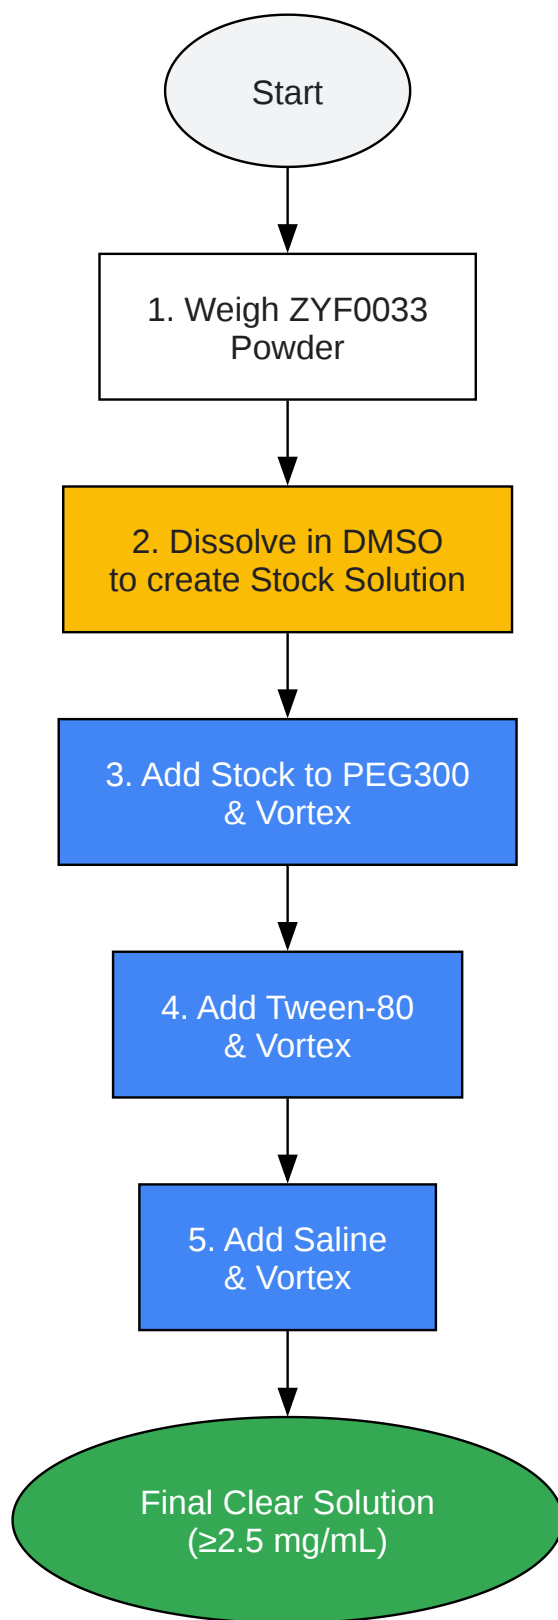 Start
1. Weigh ZYF0033
Powder
2. Dissolve in DMSO
to create Stock Solution
3. Add Stock to PEG300
& Vortex
4. Add Tween-80
& Vortex
5. Add Saline
& Vortex
Final Clear Solution
(≥2.5 mg/mL)